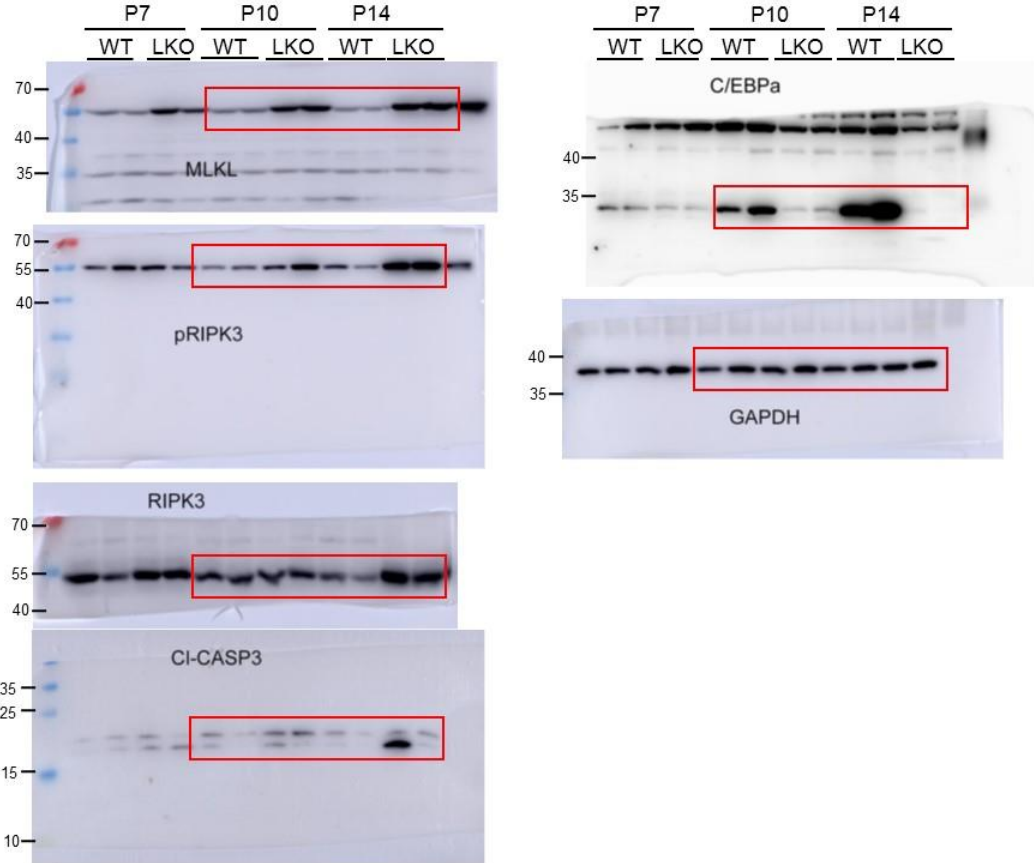 P7 P10 P14
WT LKO WT LKO WT LKO
70
40
35
MLKL
70
55
40
pRIPK3
RIPK3
70
55
40
Cl-CASP3
35
25
15
10
P7 P10 P14
WT LKO WT LKO WT LKO
C/EBPa
40
35
40
35
GAPDH